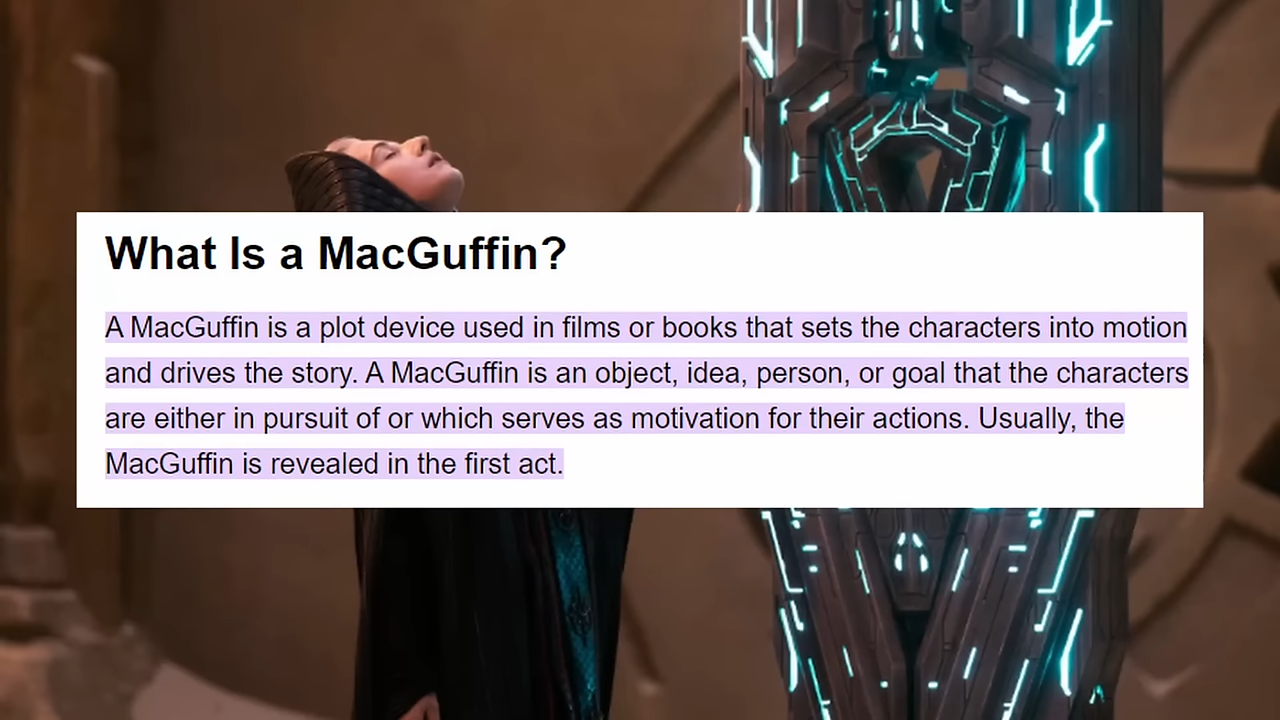 What Is a MacGuffin?
A MacGuffin is a plot device used in films or books that sets the characters into motion
and drives the story. A MacGuffin is an object, idea, person, or goal that the characters
are either in pursuit of or which serves as motivation for their actions. Usually, the
MacGuffin is revealed in the first act.